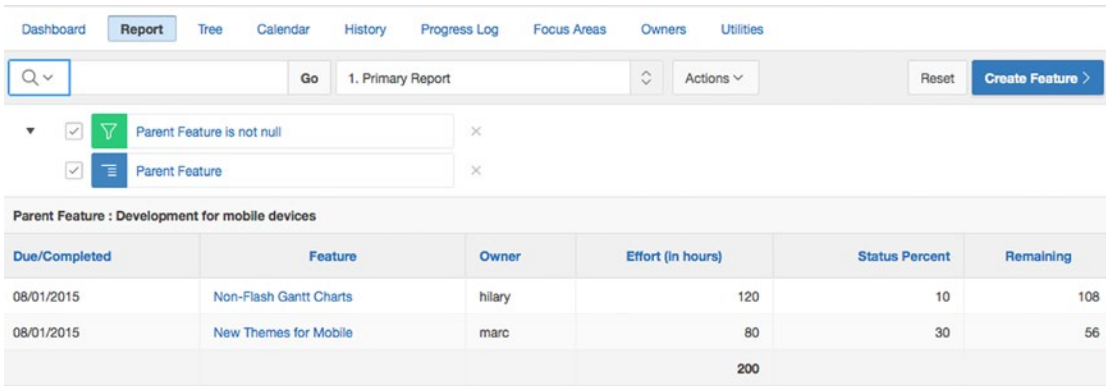 Dashboard Report Tree Calendar History Progress Log Focus Areas Owners Utilities
Go 1. Primary Report Actions Reset Create Feature
Parent Feature is not null
Parent Feature
Parent Feature : Development for mobile devices
Due/Completed Feature Owner Effort (in hours) Status Percent Remaining
08/01/2015 Non-Flash Gantt Charts hilary 120 10 108
08/01/2015 New Themes for Mobile marc 80 30 56
200